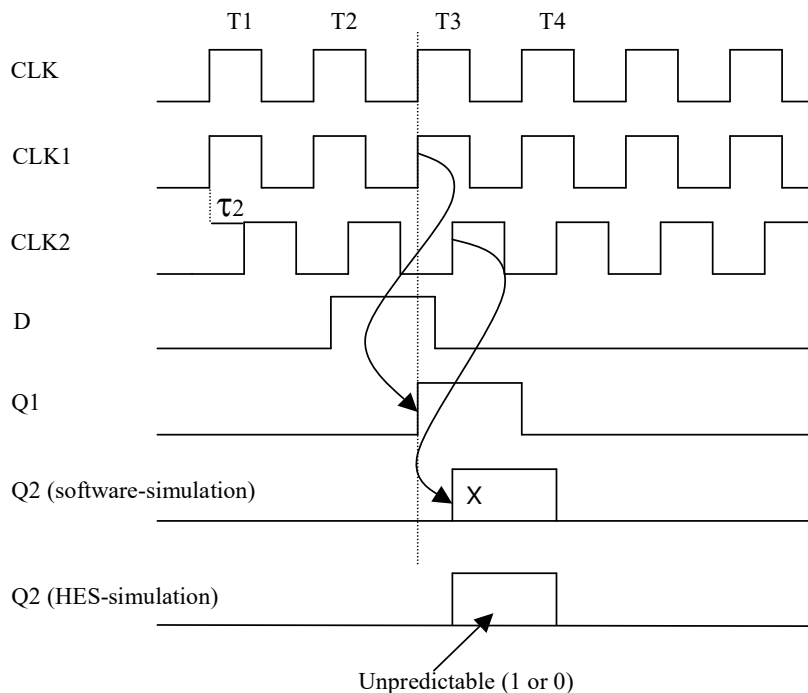 T1 T2 T3 T4
CLK
CLK1
τ2
CLK2
D
Q1
Q2 (software-simulation)
X
Q2 (HES-simulation)
Unpredictable (1 or 0)